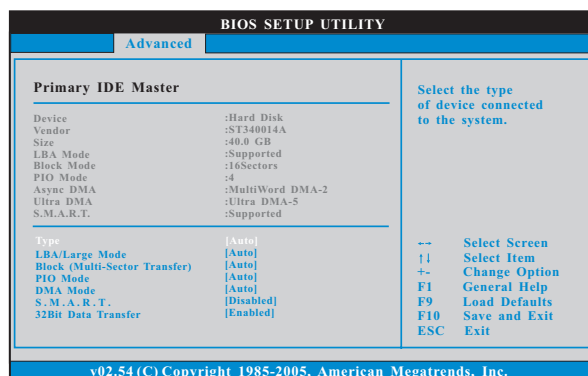 BIOS SETUP UTILITY
Advanced
Primary IDE Master
Device :Hard Disk
Vendor :ST340014A
Size :40.0 GB
LBA Mode :Supported
Block Mode :16Sectors
PIO Mode :4
Async DMA :MultiWord DMA-2
Ultra DMA :Ultra DMA-5
S.M.A.R.T. :Supported
Type [Auto]
LBA/Large Mode [Auto]
Block (Multi-Sector Transfer) [Auto]
PIO Mode [Auto]
DMA Mode [Auto]
S.M.A.R.T. [Disabled]
32Bit Data Transfer [Enabled]
Select the type
of device connected
to the system.
←→ Select Screen
↑↓ Select Item
+- Change Option
F1 General Help
F9 Load Defaults
F10 Save and Exit
ESC Exit
v02.54 (C) Copyright 1985-2005, American Megatrends, Inc.